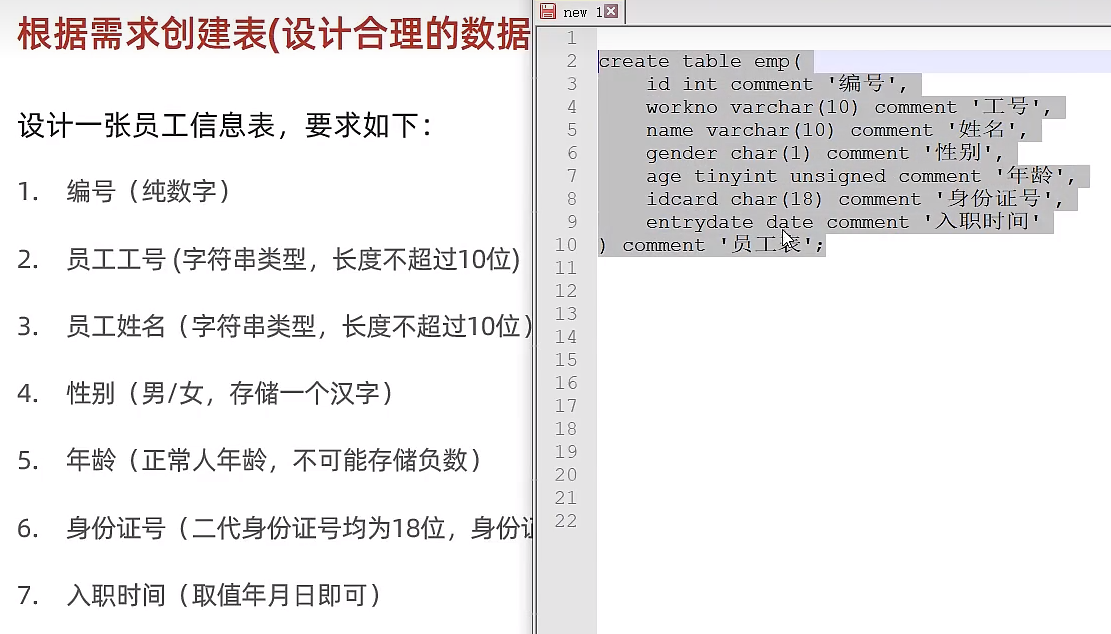 根据需求创建表(设计合理的数据
设计一张员工信息表，要求如下：
1. 编号（纯数字）
2. 员工工号 (字符串类型，长度不超过10位)
3. 员工姓名（字符串类型，长度不超过10位）
4. 性别（男/女，存储一个汉字）
5. 年龄（正常人年龄，不可能存储负数）
6. 身份证号（二代身份证号均为18位，身份证
7. 入职时间（取值年月日即可）
new 1
1
2 create table emp(
3 id int comment '编号',
4 workno varchar(10) comment '工号',
5 name varchar(10) comment '姓名',
6 gender char(1) comment '性别',
7 age tinyint unsigned comment '年龄',
8 idcard char(18) comment '身份证号',
9 entrydate date comment '入职时间'
10 ) comment '员工表';
11
12
13
14
15
16
17
18
19
20
21
22